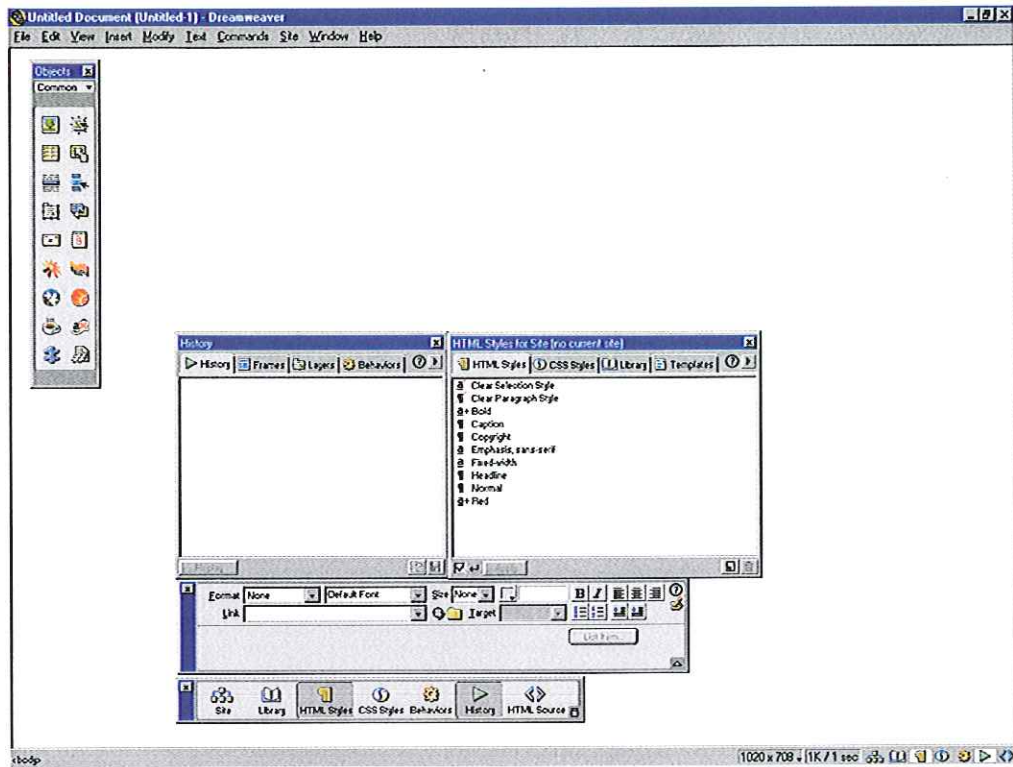 Untitled Document (Untitled-1) - Dreamweaver
File Edit View Insert Modify Text Commands Site Window Help
Objects
Common
History
History Frames Layers Behaviors
HTML Styles for Site (no current site)
HTML Styles CSS Styles Library Templates
a Clear Selection Style
¶ Clear Paragraph Style
a+ Bold
¶ Caption
¶ Copyright
a Emphasis, sans-serif
a Fixed-width
¶ Headline
¶ Normal
a+ Red
Replay
Apply
Format None Default Font Size None B I
Link Target
List Item...
Site Library HTML Styles CSS Styles Behaviors History HTML Source
<body> 1020 x 708 1K / 1 sec